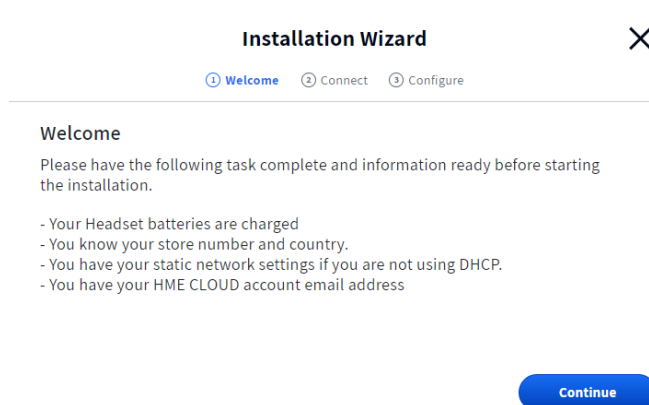 Installation Wizard
1 Welcome 2 Connect 3 Configure
Welcome
Please have the following task complete and information ready before starting
the installation.
- Your Headset batteries are charged
- You know your store number and country.
- You have your static network settings if you are not using DHCP.
- You have your HME CLOUD account email address
Continue